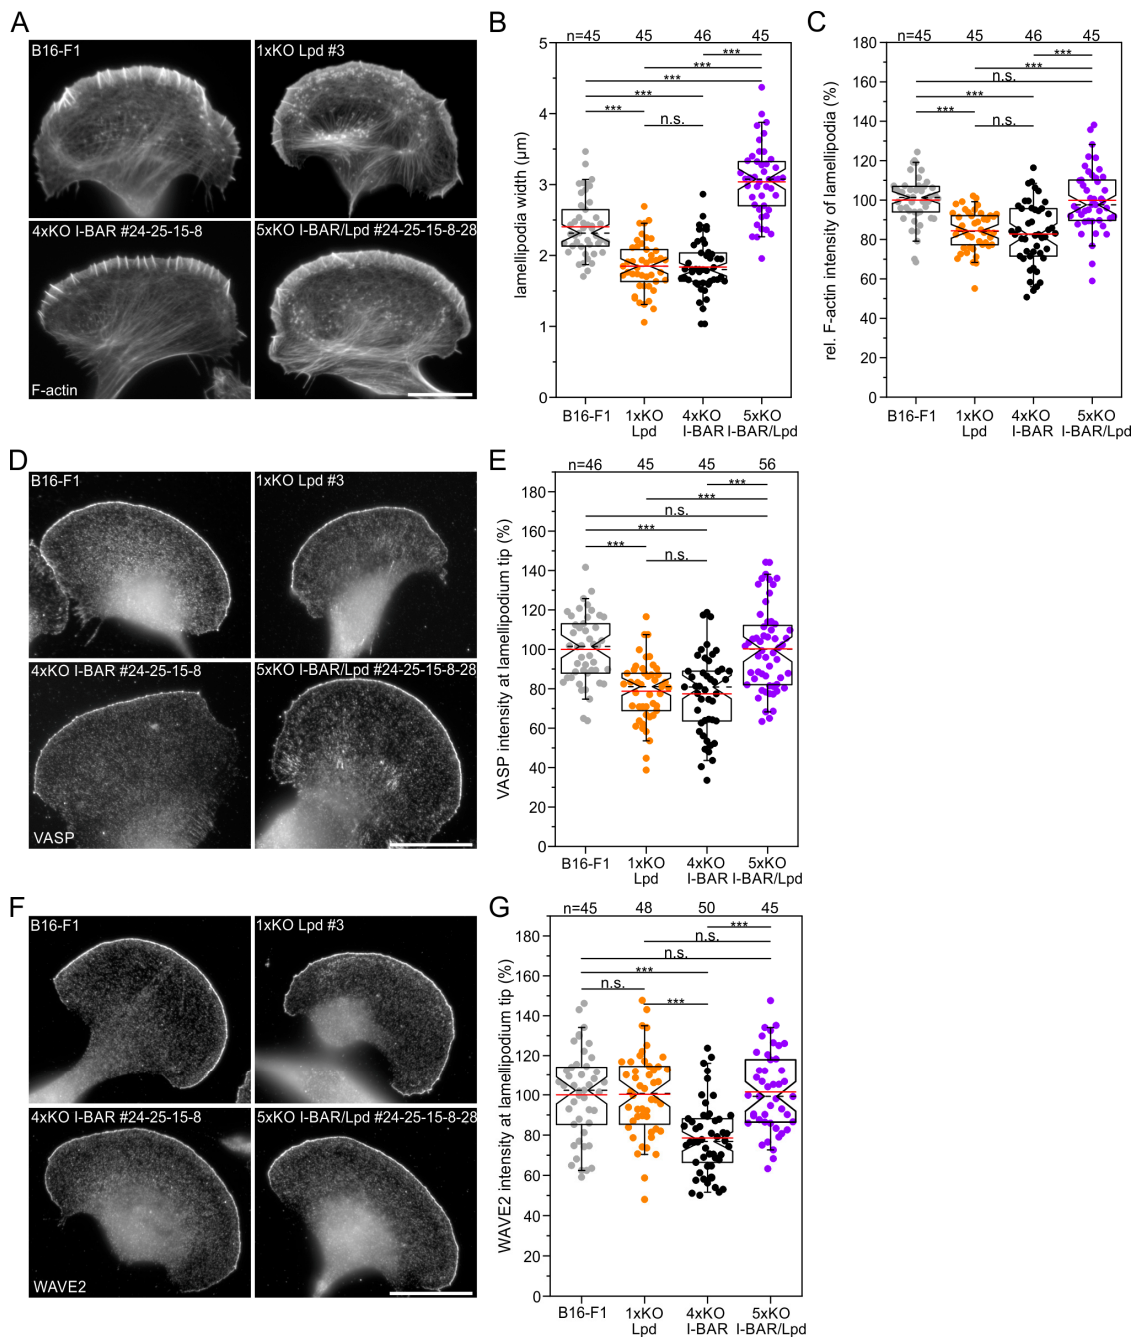 A
B16-F1
1xKO Lpd #3
4xKO I-BAR #24-25-15-8
5xKO I-BAR/Lpd #24-25-15-8-28
F-actin
B
n=45 45 46 45
***
***
***
***
***
n.s.
lamellipodia width (µm)
5
4
3
2
1
0
B16-F1 1xKO 4xKO 5xKO
Lpd I-BAR I-BAR/Lpd
C
n=45 45 46 45
***
***
n.s.
***
***
n.s.
rel. F-actin intensity of lamellipodia (%)
180
160
140
120
100
80
60
40
20
0
B16-F1 1xKO 4xKO 5xKO
Lpd I-BAR I-BAR/Lpd
D
B16-F1
1xKO Lpd #3
4xKO I-BAR #24-25-15-8
5xKO I-BAR/Lpd #24-25-15-8-28
VASP
E
n=46 45 45 56
***
***
n.s.
***
***
n.s.
VASP intensity at lamellipodium tip (%)
180
160
140
120
100
80
60
40
20
0
B16-F1 1xKO 4xKO 5xKO
Lpd I-BAR I-BAR/Lpd
F
B16-F1
1xKO Lpd #3
4xKO I-BAR #24-25-15-8
5xKO I-BAR/Lpd #24-25-15-8-28
WAVE2
G
n=45 48 50 45
***
n.s.
n.s.
***
n.s.
***
WAVE2 intensity at lamellipodium tip (%)
180
160
140
120
100
80
60
40
20
0
B16-F1 1xKO 4xKO 5xKO
Lpd I-BAR I-BAR/Lpd